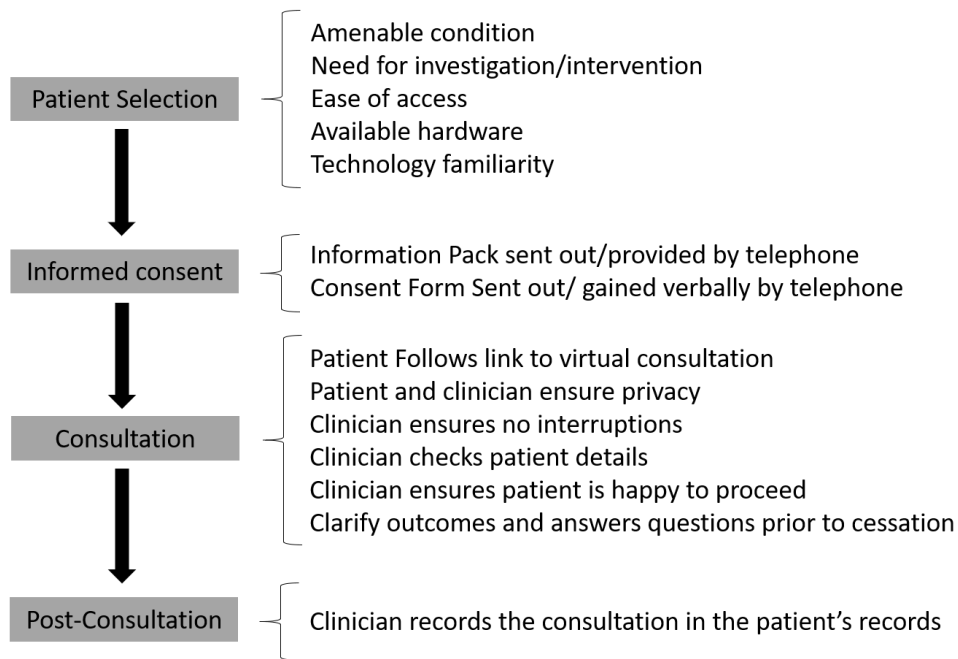 Patient Selection
Amenable condition
Need for investigation/intervention
Ease of access
Available hardware
Technology familiarity
Informed consent
Information Pack sent out/provided by telephone
Consent Form Sent out/ gained verbally by telephone
Consultation
Patient Follows link to virtual consultation
Patient and clinician ensure privacy
Clinician ensures no interruptions
Clinician checks patient details
Clinician ensures patient is happy to proceed
Clarify outcomes and answers questions prior to cessation
Post-Consultation
Clinician records the consultation in the patient’s records